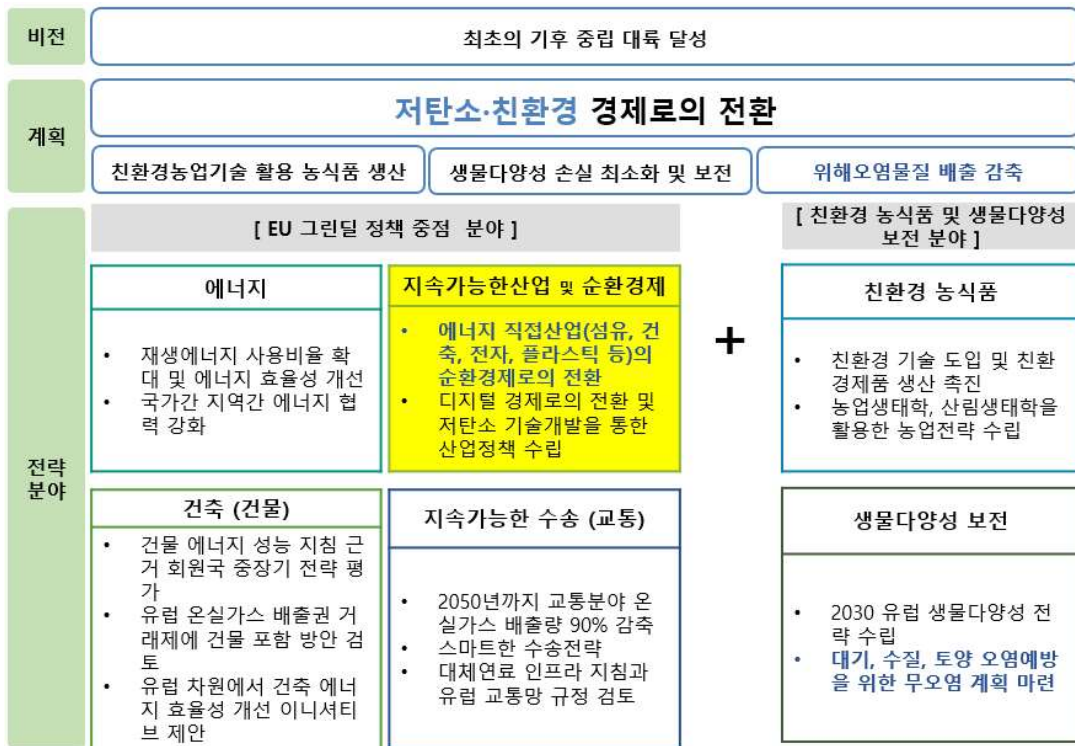 비전
최초의 기후 중립 대륙 달성
계획
저탄소·친환경 경제로의 전환
친환경농업기술 활용 농식품 생산
생물다양성 손실 최소화 및 보전
위해오염물질 배출 감축
전략
분야
[ EU 그린딜 정책 중점 분야 ]
[ 친환경 농식품 및 생물다양성
보전 분야 ]
에너지
• 재생에너지 사용비율 확
대 및 에너지 효율성 개선
• 국가간 지역간 에너지 협
력 강화
지속가능한산업 및 순환경제
• 에너지 직접산업(섬유, 건
축, 전자, 플라스틱 등)의
순환경제로의 전환
• 디지털 경제로의 전환 및
저탄소 기술개발을 통한
산업정책 수립
+
친환경 농식품
• 친환경 기술 도입 및 친환
경제품 생산 촉진
• 농업생태학, 산림생태학을
활용한 농업전략 수립
건축 (건물)
• 건물 에너지 성능 지침 근
거 회원국 중장기 전략 평
가
• 유럽 온실가스 배출권 거
래제에 건물 포함 방안 검
토
• 유럽 차원에서 건축 에너
지 효율성 개선 이니셔티
브 제안
지속가능한 수송 (교통)
• 2050년까지 교통분야 온
실가스 배출량 90% 감축
• 스마트한 수송전략
• 대체연료 인프라 지침과
유럽 교통망 규정 검토
생물다양성 보전
• 2030 유럽 생물다양성 전
략 수립
• 대기, 수질, 토양 오염예방
을 위한 무오염 계획 마련